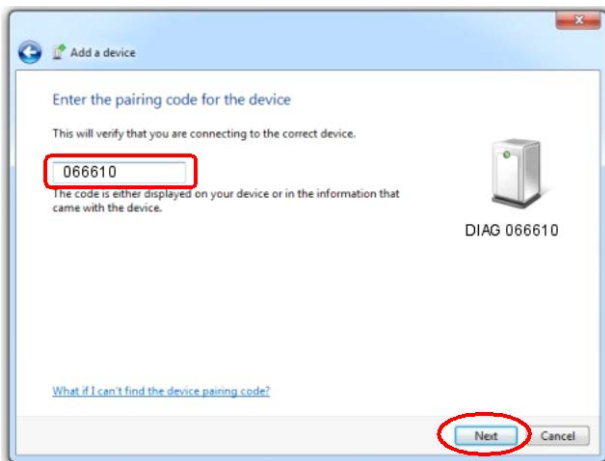 Add a device
Enter the pairing code for the device
This will verify that you are connecting to the correct device.
066610
The code is either displayed on your device or in the information that
came with the device.
DIAG 066610
What if I can't find the device pairing code?
Next
Cancel